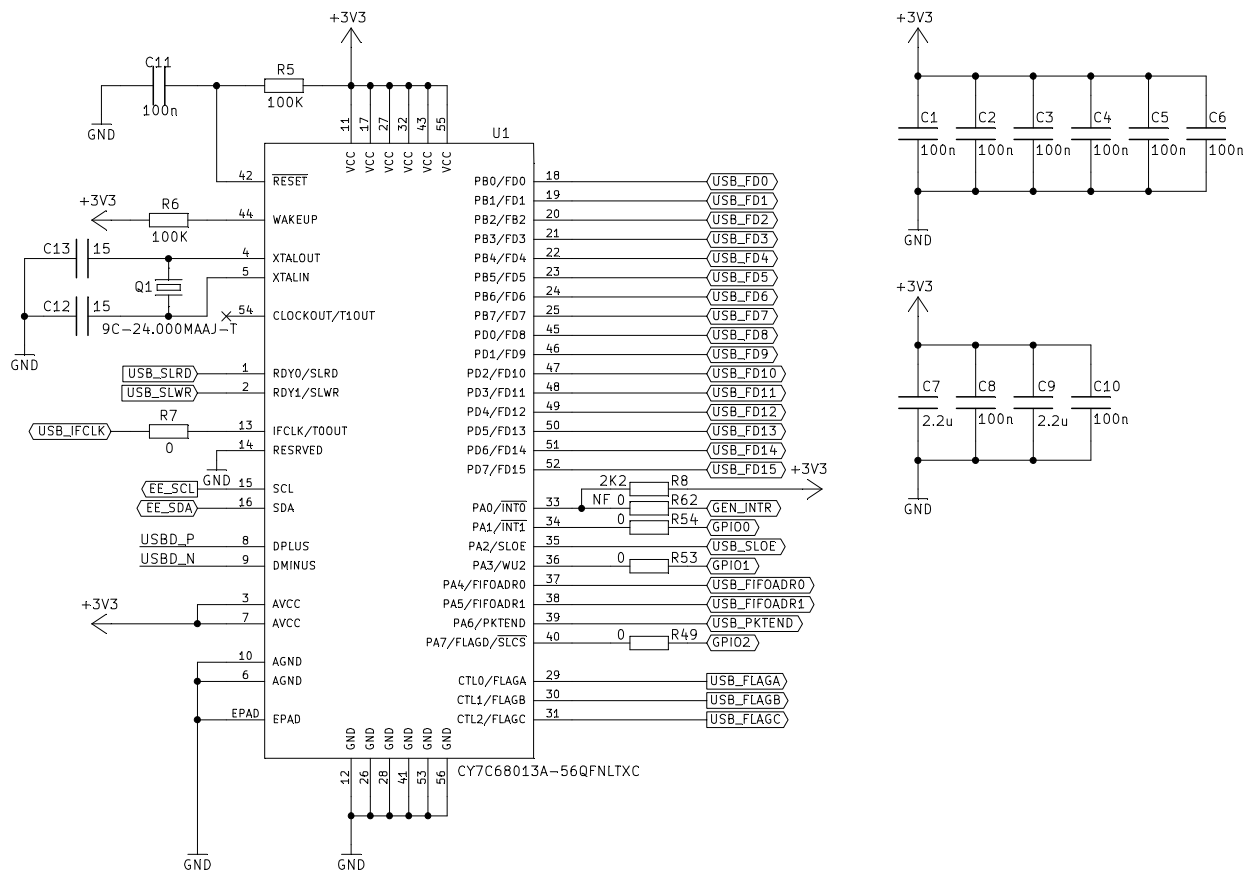 +3V3
+3V3
C11
R5
100n
100K
GND
11
17
27
32
43
55
U1
VCC
VCC
VCC
VCC
VCC
VCC
C1
C2
C3
C4
C5
C6
100n
100n
100n
100n
100n
100n
GND
42 RESET
PB0/FD0 18 USB_FD0
PB1/FD1 19 USB_FD1
+3V3
R6
100K
44 WAKEUP
PB2/FB2 20 USB_FD2
PB3/FD3 21 USB_FD3
C13 15
4 XTALOUT
PB4/FD4 22 USB_FD4
5 XTALIN
PB5/FD5 23 USB_FD5
Q1
PB6/FD6 24 USB_FD6
C12 15
54 CLOCKOUT/T1OUT
PB7/FD7 25 USB_FD7
9C-24.000MAAJ-T
GND
PD0/FD8 45 USB_FD8
PD1/FD9 46 USB_FD9
USB_SLRD 1 RDY0/SLRD
PD2/FD10 47 USB_FD10
USB_SLWR 2 RDY1/SLWR
PD3/FD11 48 USB_FD11
PD4/FD12 49 USB_FD12
R7
USB_IFCLK 0 13 IFCLK/T0OUT
PD5/FD13 50 USB_FD13
GND 14 RESRVED
PD6/FD14 51 USB_FD14
PD7/FD15 52 USB_FD15
+3V3
C7
C8
C9
C10
2.2u
100n
2.2u
100n
GND
EE_SCL 15 SCL
2K2 R8 +3V3
EE_SDA 16 SDA
PA0/INT0 33 NF 0 R62 GEN_INTR
PA1/INT1 34 0 R54 GPIO0
USBD_P 8 DPLUS
PA2/SLOE 35 USB_SLOE
USBD_N 9 DMINUS
PA3/WU2 36 0 R53 GPIO1
PA4/FIFOADR0 37 USB_FIFOADR0
+3V3
3 AVCC
PA5/FIFOADR1 38 USB_FIFOADR1
7 AVCC
PA6/PKTEND 39 USB_PKTEND
PA7/FLAGD/SLCS 40 0 R49 GPIO2
10 AGND
6 AGND
CTL0/FLAGA 29 USB_FLAGA
CTL1/FLAGB 30 USB_FLAGB
EPAD EPAD
CTL2/FLAGC 31 USB_FLAGC
GND
GND
GND
GND
GND
GND
12
26
28
41
53
56
CY7C68013A-56QFNLTXC
GND
GND